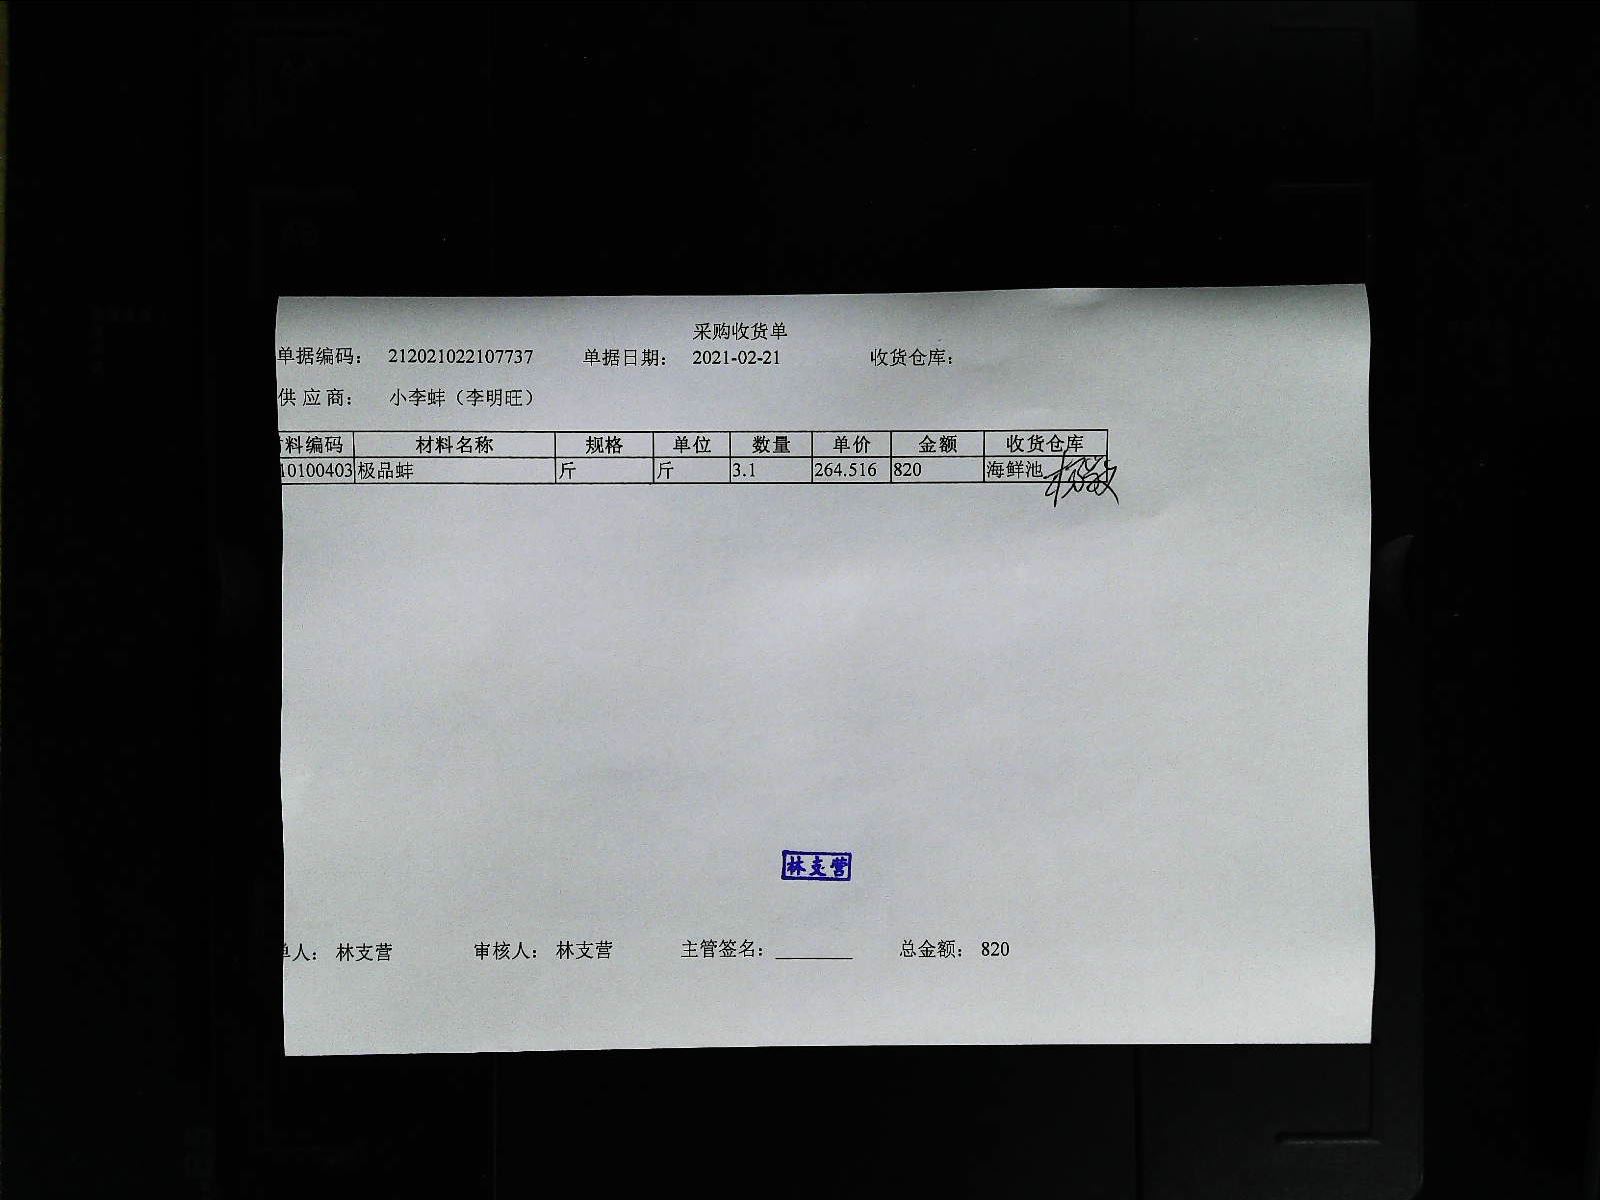 采购收货单
单据编码： 212021022107737 单据日期： 2021-02-21 收货仓库：
供 应 商： 小李蚌（李明旺）
料编码 材料名称 规格 单位 数量 单价 金额 收货仓库
10100403 极品蚌 斤 斤 3.1 264.516 820 海鲜池
林支营
单人： 林支营 审核人： 林支营 主管签名：________ 总金额： 820